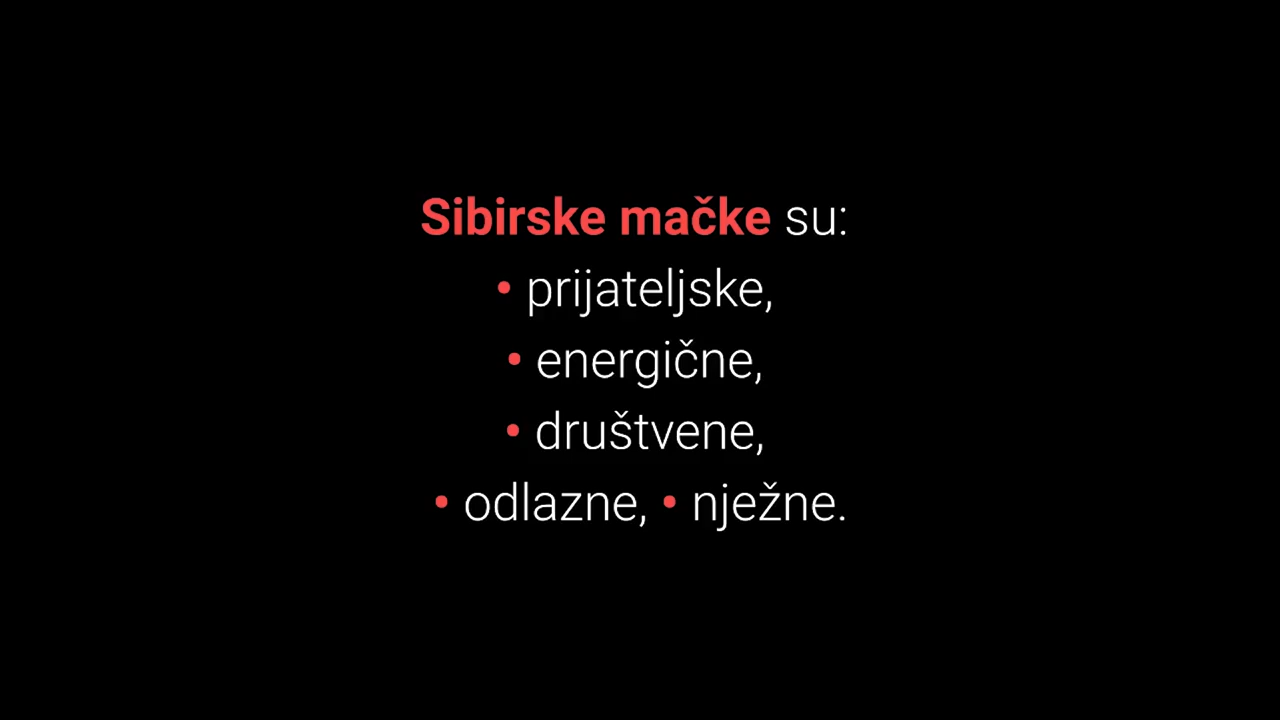 Sibirske mačke su:
• prijateljske,
• energične,
• društvene,
• odlazne, • nježne.